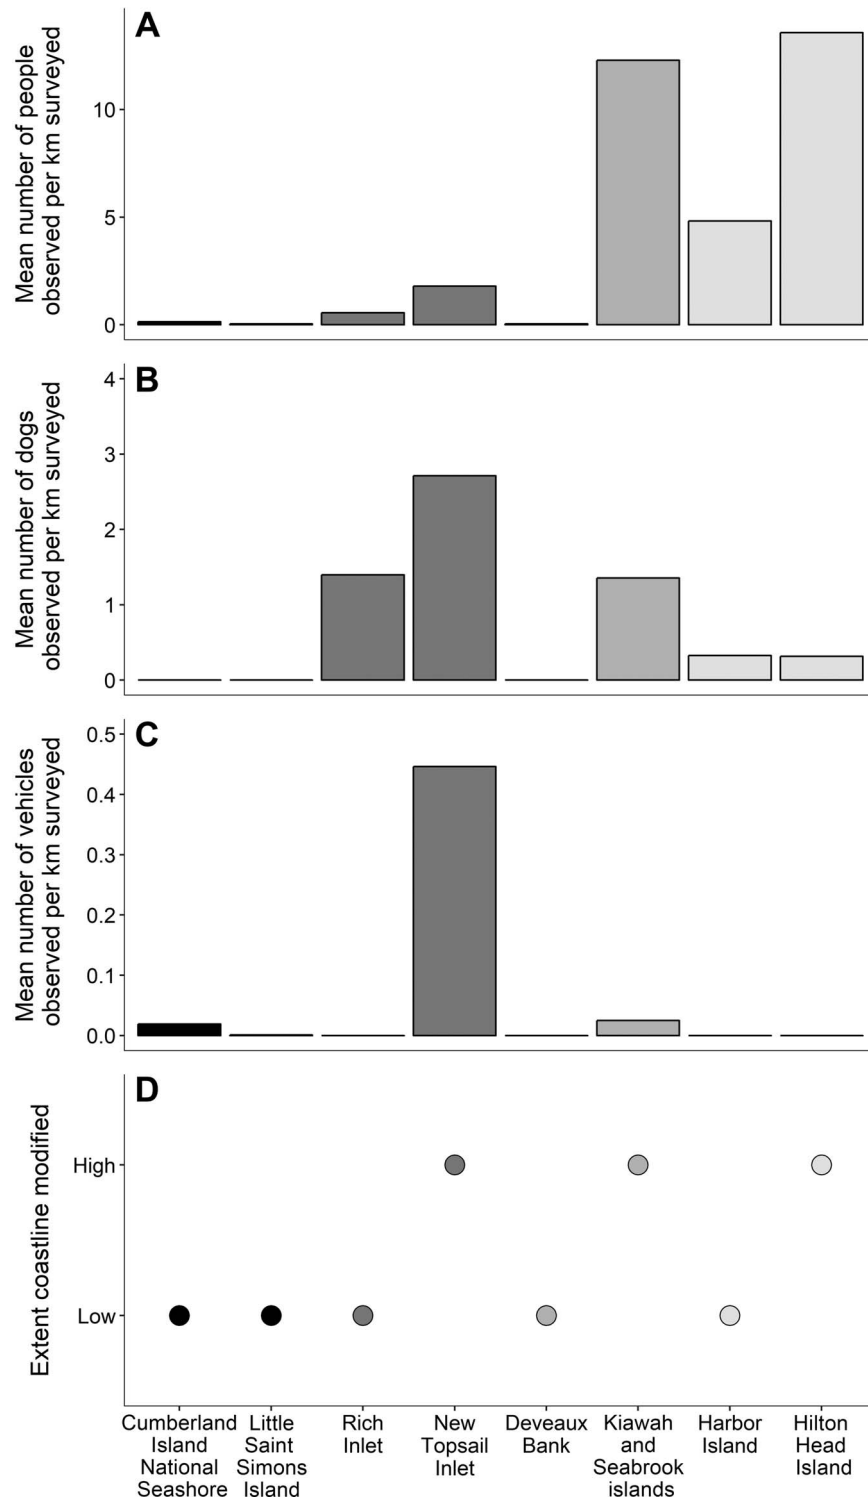 A
Mean number of people
observed per km surveyed
10
5
0
B
Mean number of dogs
observed per km surveyed
4
3
2
1
0
C
Mean number of vehicles
observed per km surveyed
0.5
0.4
0.3
0.2
0.1
0.0
D
Extent coastline modified
High
Low
Cumberland
Island
National
Seashore
Little
Saint
Simons
Island
Rich
Inlet
New
Topsail
Inlet
Deveaux
Bank
Kiawah
and
Seabrook
islands
Harbor
Island
Hilton
Head
Island